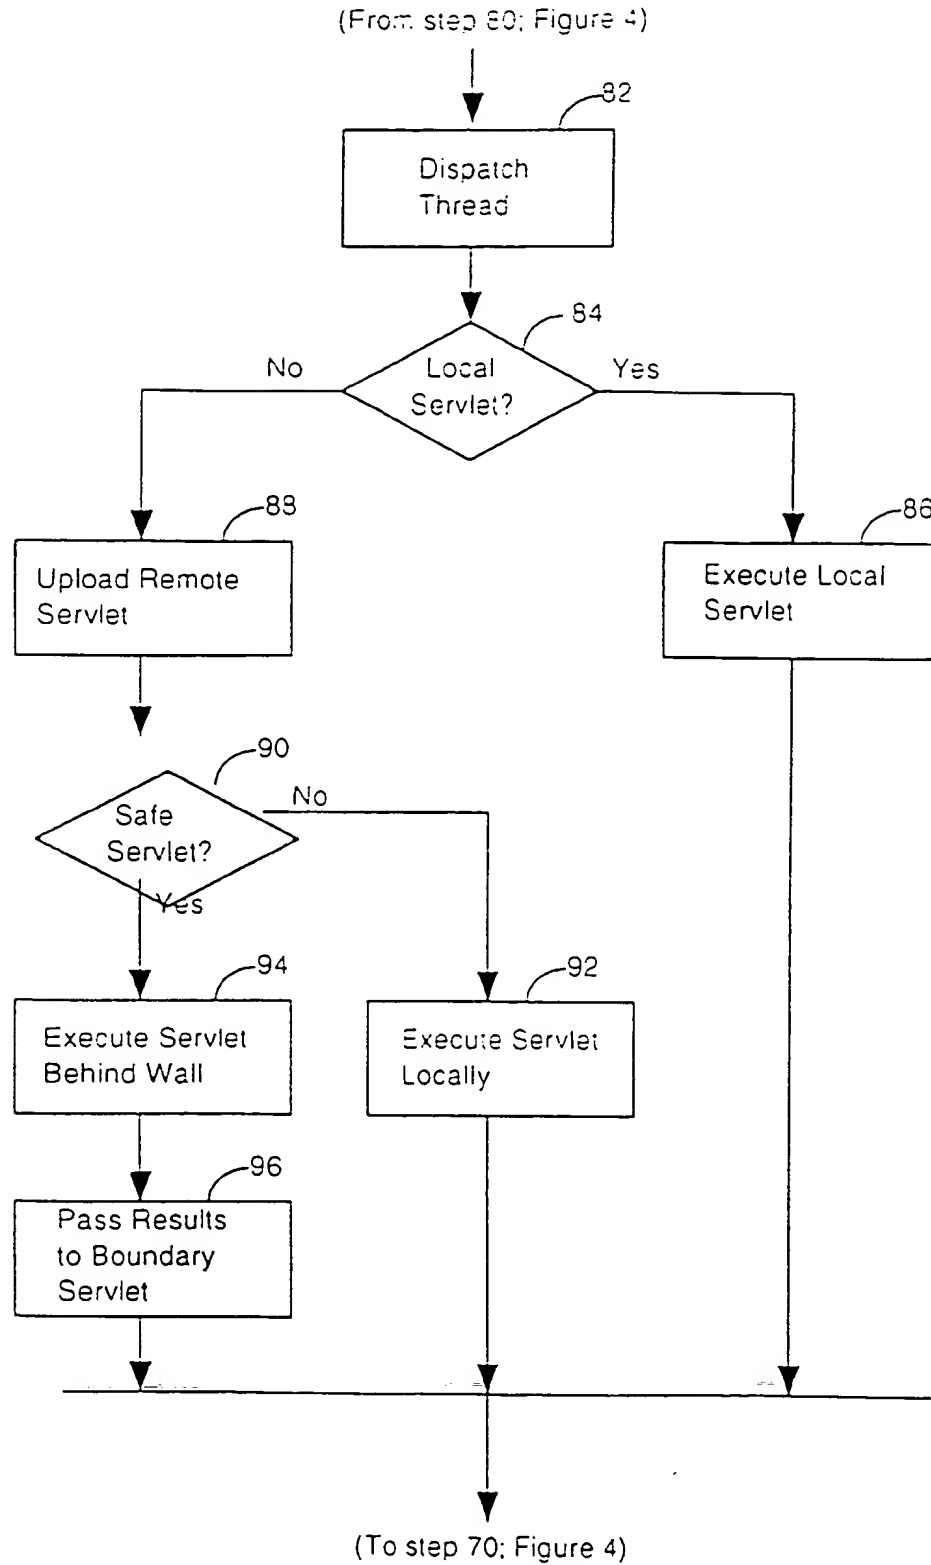 (From step 80; Figure 4)
82
Dispatch
Thread
84
No
Local
Servlet?
Yes
88
86
Upload Remote
Servlet
Execute Local
Servlet
90
No
Safe
Servlet?
Yes
94
92
Execute Servlet
Behind Wall
Execute Servlet
Locally
96
Pass Results
to Boundary
Servlet
(To step 70; Figure 4)